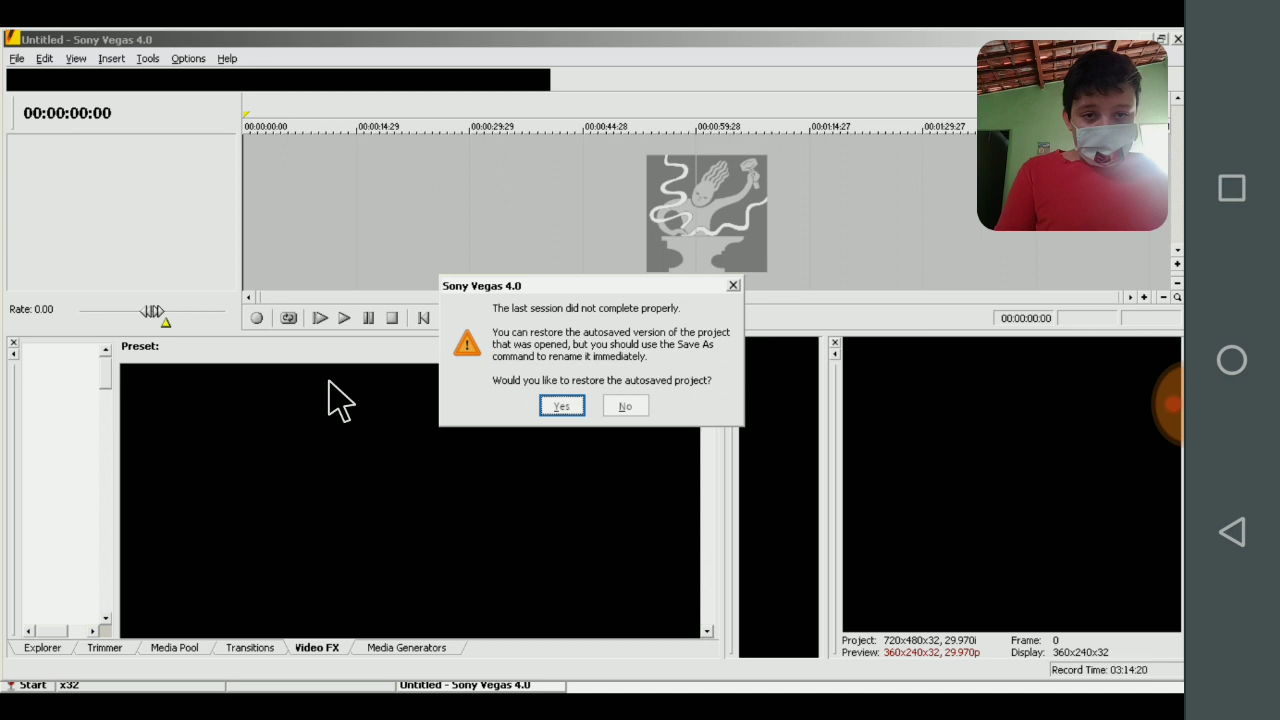 Untitled - Sony Vegas 4.0
File Edit View Insert Tools Options Help
00:00:00:00
00:00:00:00 00:00:14:29 00:00:29:29 00:00:44:28 00:00:59:28 00:01:14:27 00:01:29:27
Rate: 0.00
00:00:00:00
Sony Vegas 4.0
The last session did not complete properly.
You can restore the autosaved version of the project
that was opened, but you should use the Save As
command to rename it immediately.
Would you like to restore the autosaved project?
Yes No
Preset:
Explorer Trimmer Media Pool Transitions Video FX Media Generators
Project: 720x480x32, 29.970i Frame: 0
Preview: 360x240x32, 29.970p Display: 360x240x32
Record Time: 03:14:20
Start x32 Untitled - Sony Vegas 4.0